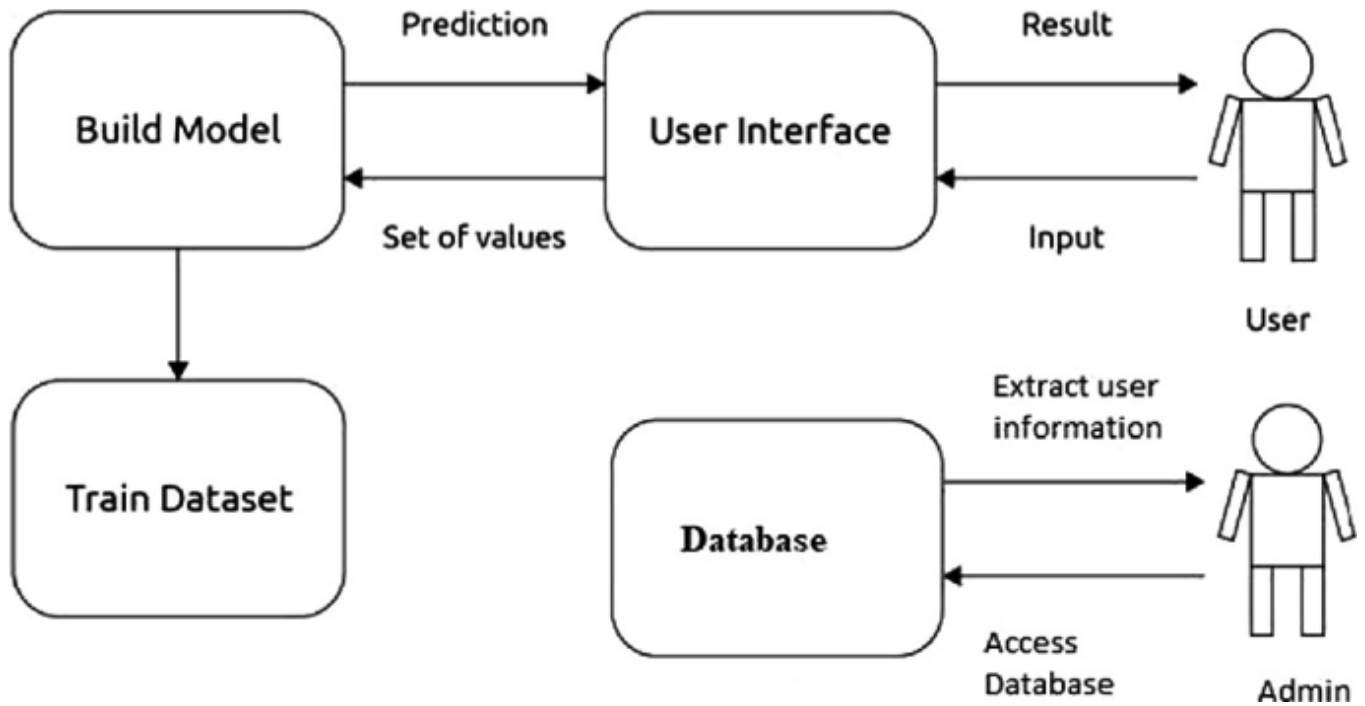 Prediction
Result
Build Model
User Interface
Set of values
Input
User
Extract user
information
Train Dataset
Database
Access
Database
Admin